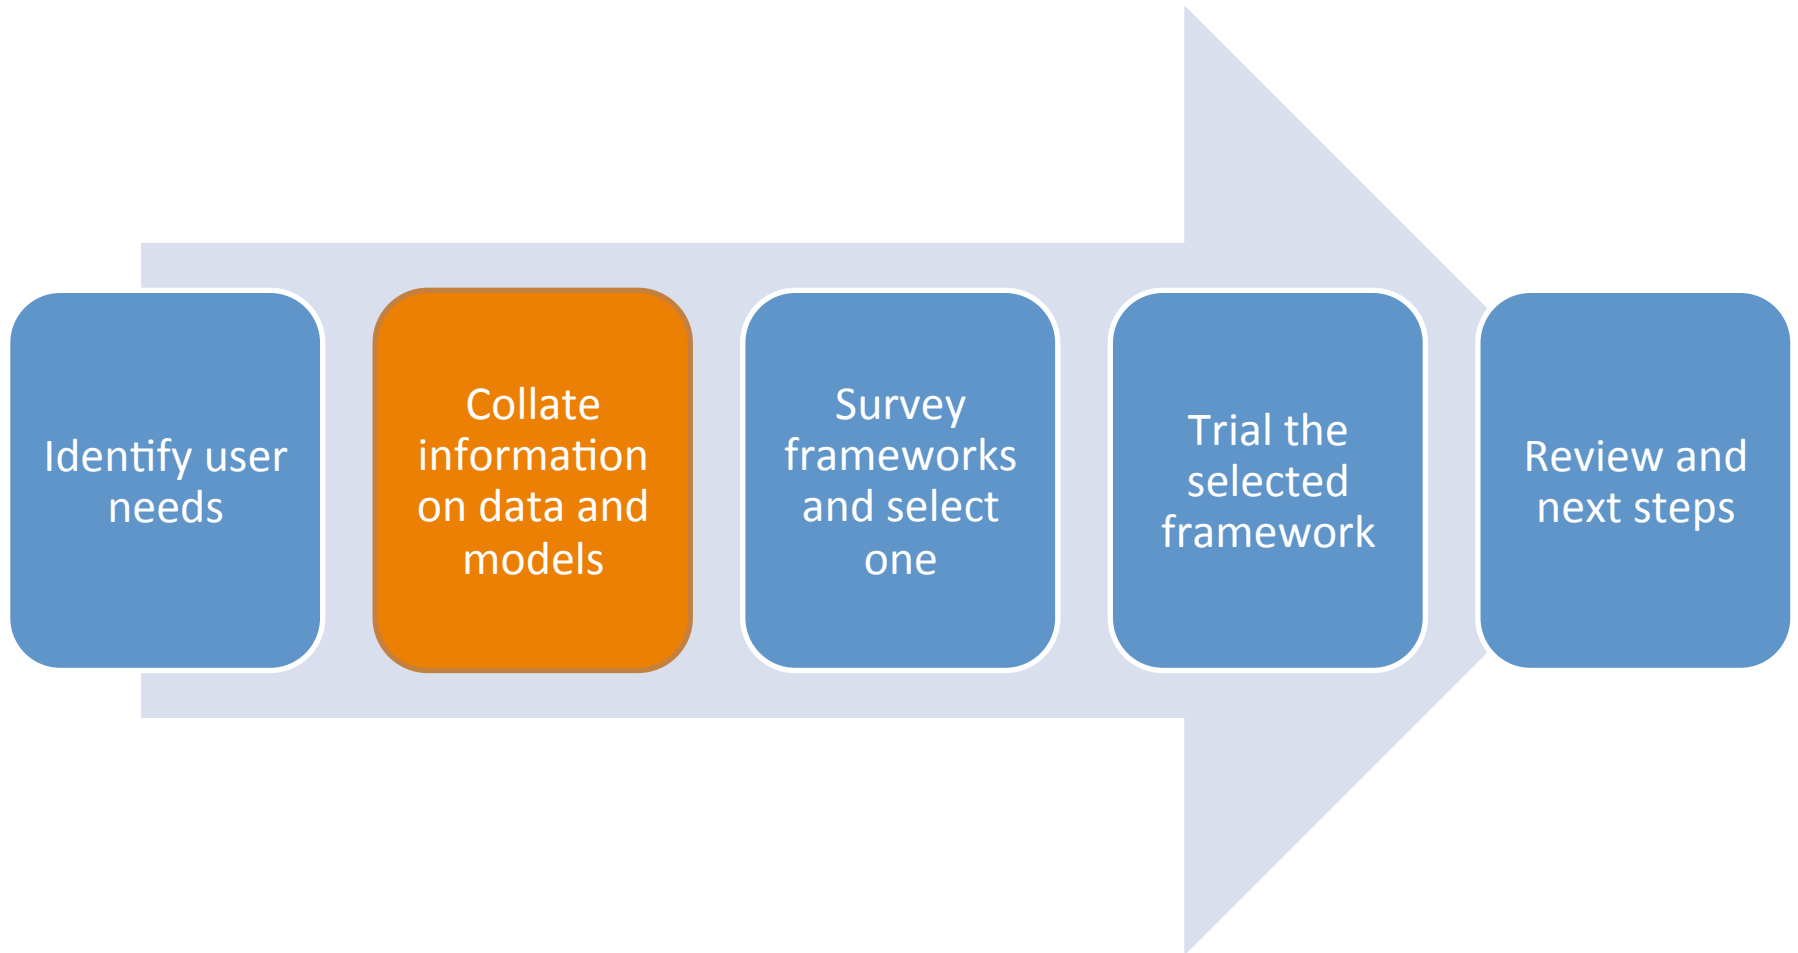 Identify user
needs
Collate
information
on data and
models
Survey
frameworks
and select
one
Trial the
selected
framework
Review and
next steps